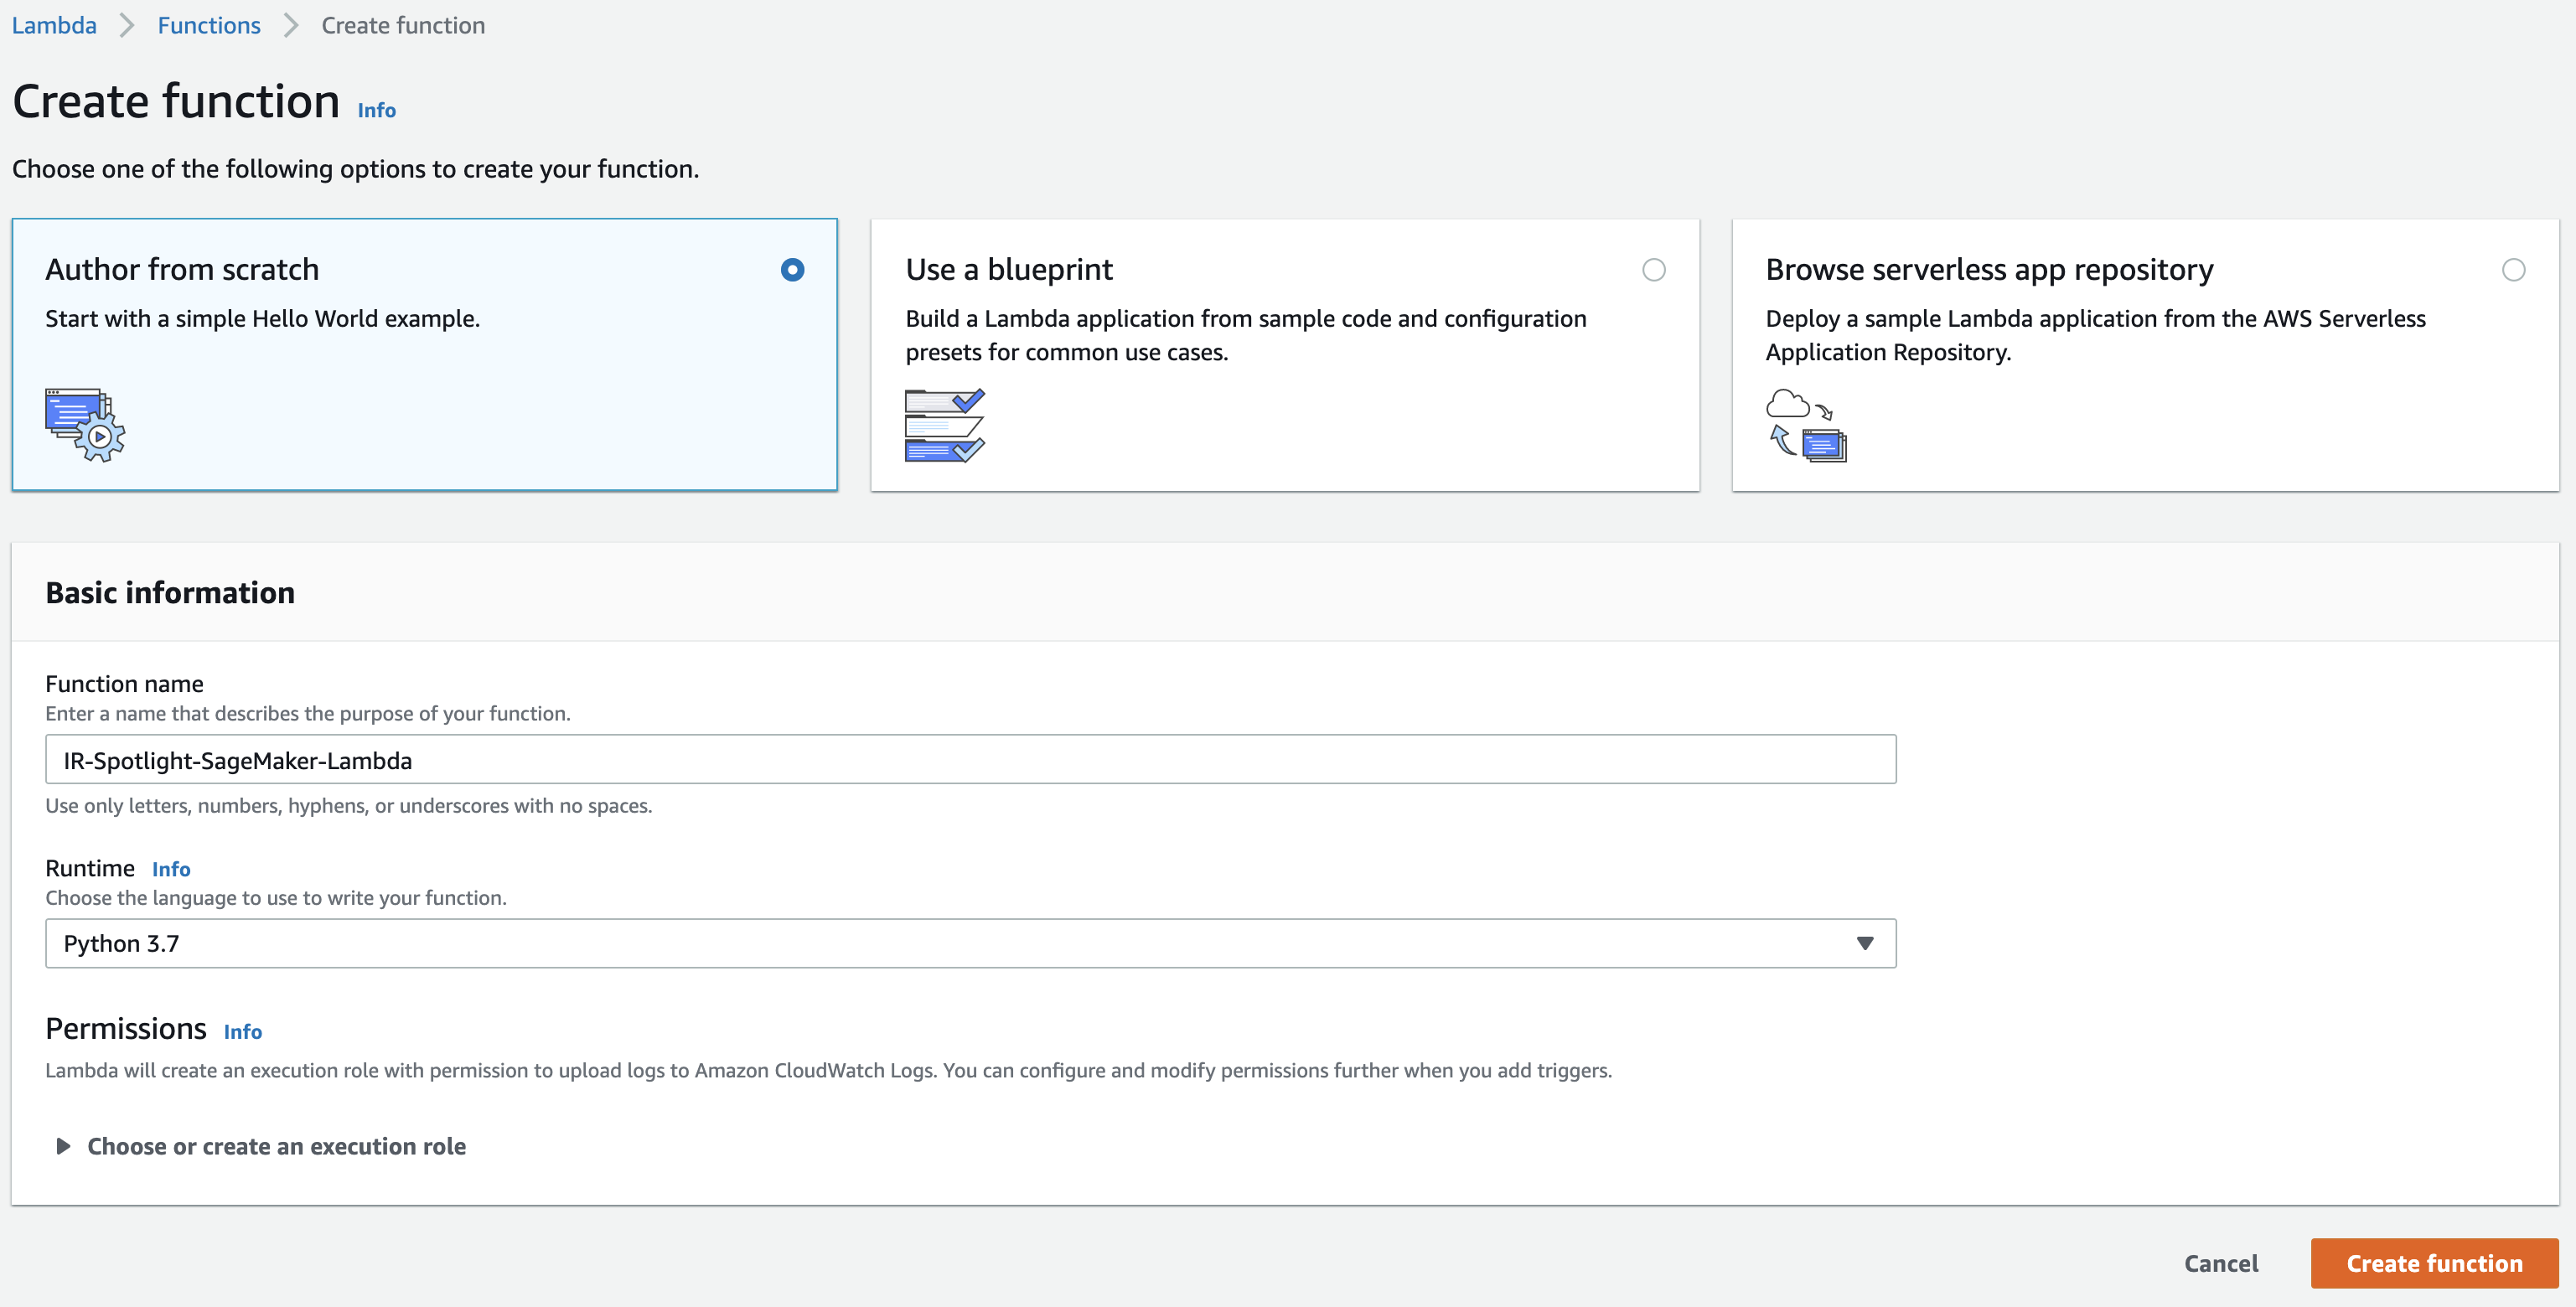 Lambda > Functions > Create function
Create function Info
Choose one of the following options to create your function.
Author from scratch
Start with a simple Hello World example.
Use a blueprint
Build a Lambda application from sample code and configuration
presets for common use cases.
Browse serverless app repository
Deploy a sample Lambda application from the AWS Serverless
Application Repository.
Basic information
Function name
Enter a name that describes the purpose of your function.
IR-Spotlight-SageMaker-Lambda
Use only letters, numbers, hyphens, or underscores with no spaces.
Runtime Info
Choose the language to use to write your function.
Python 3.7
Permissions Info
Lambda will create an execution role with permission to upload logs to Amazon CloudWatch Logs. You can configure and modify permissions further when you add triggers.
Choose or create an execution role
Cancel Create function